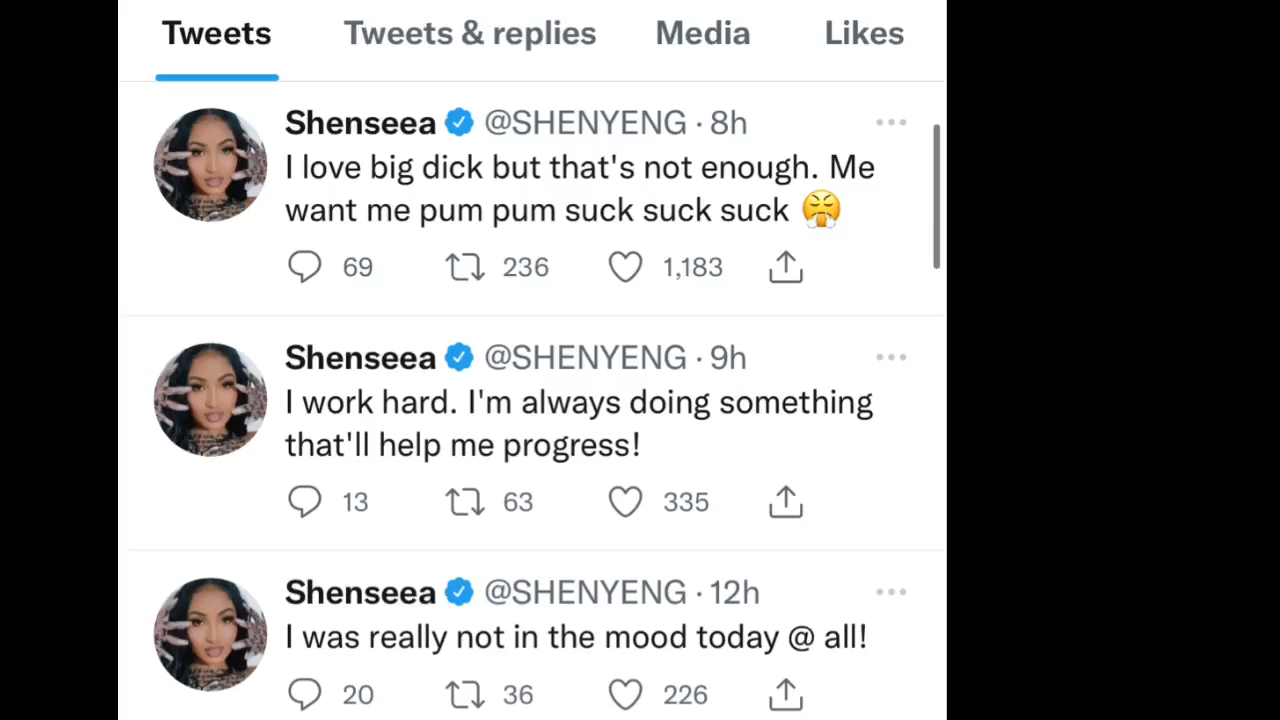 Tweets Tweets & replies Media Likes
Shenseea @SHENYENG · 8h
I love big dick but that's not enough. Me
want me pum pum suck suck suck 😤
69 236 1,183
Shenseea @SHENYENG · 9h
I work hard. I'm always doing something
that'll help me progress!
13 63 335
Shenseea @SHENYENG · 12h
I was really not in the mood today @ all!
20 36 226